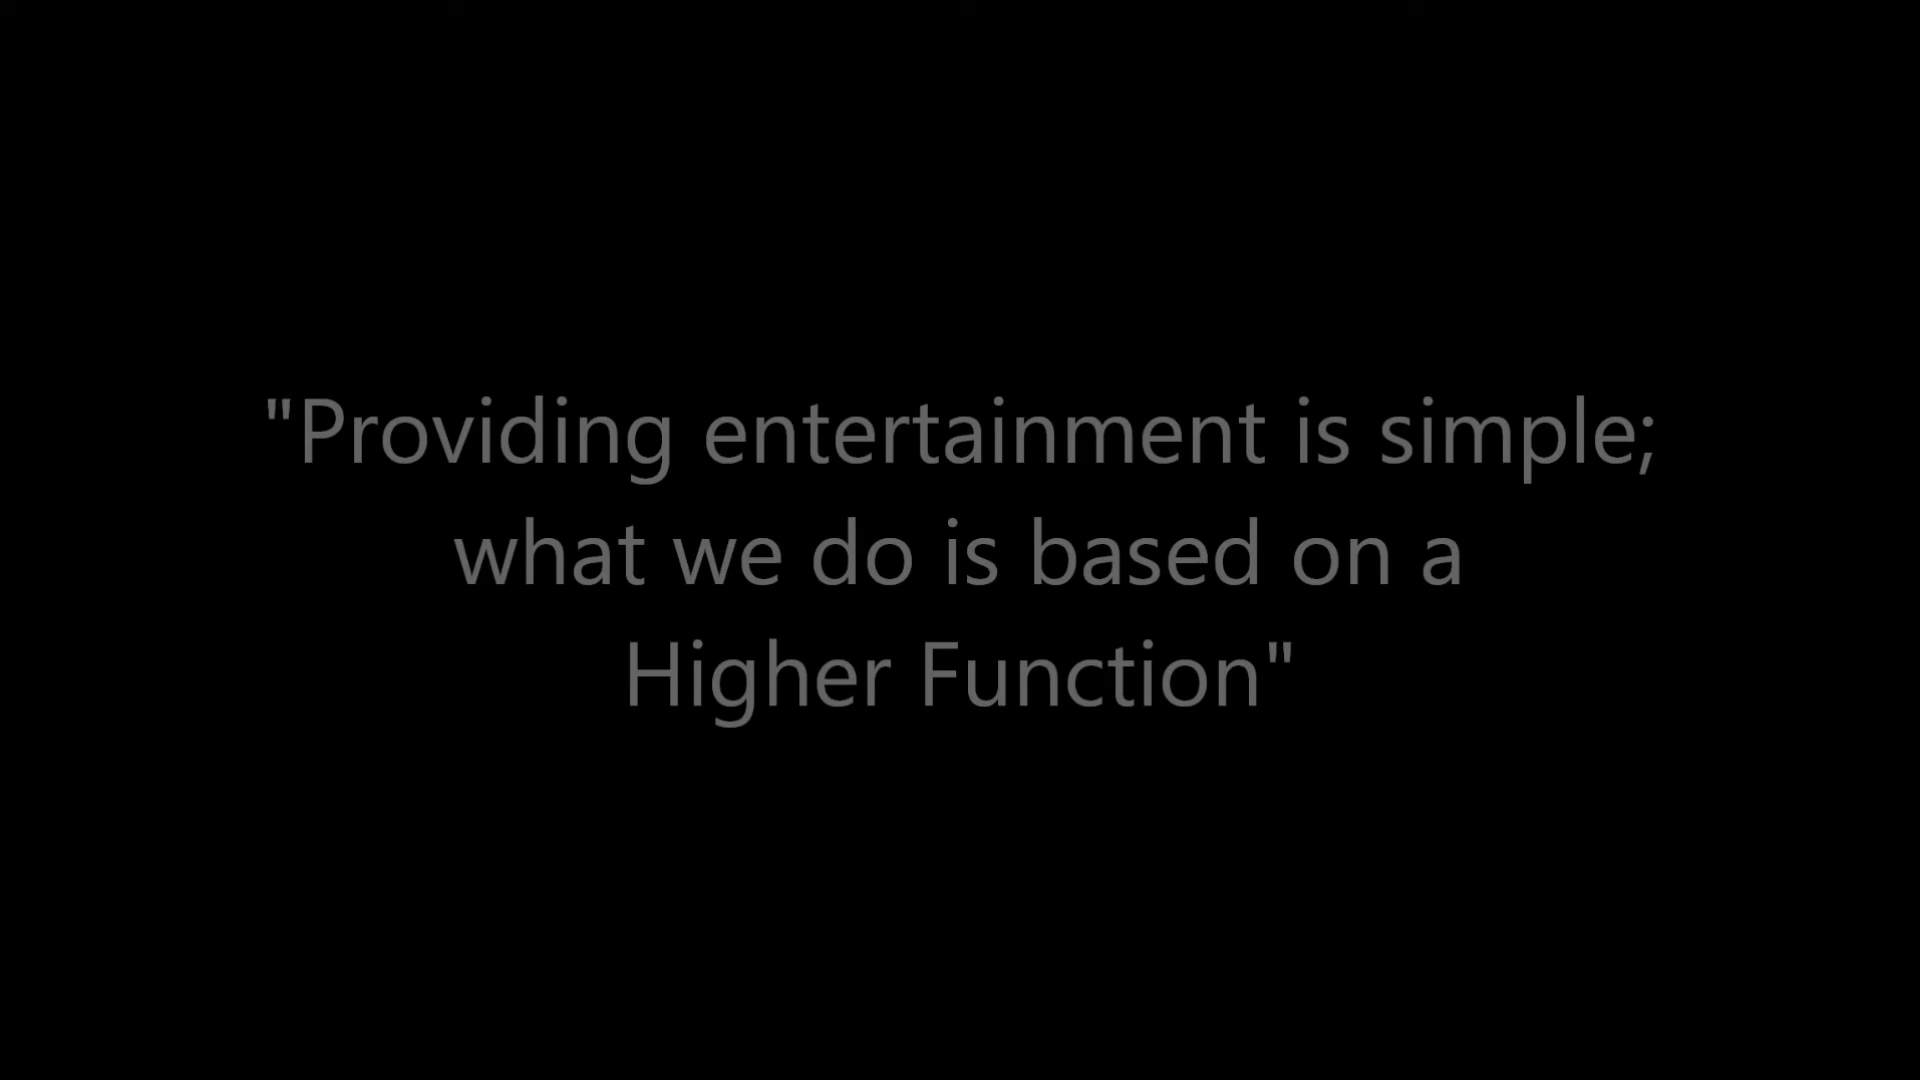 "Providing entertainment is simple;
what we do is based on a
Higher Function"